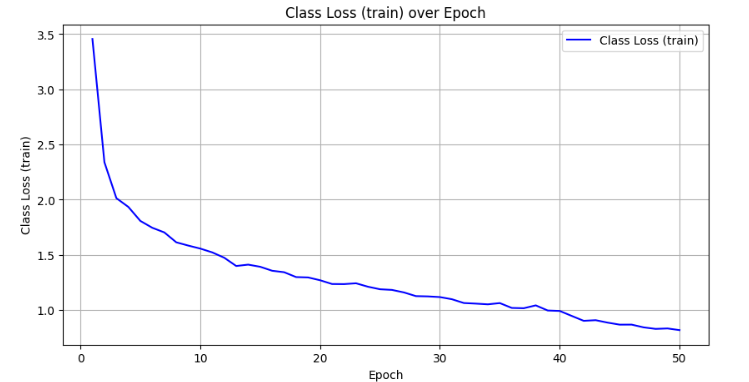 Class Loss (train) over Epoch
Class Loss (train)
3.5
3.0
2.5
2.0
1.5
1.0
Class Loss (train)
0 10 20 30 40 50
Epoch